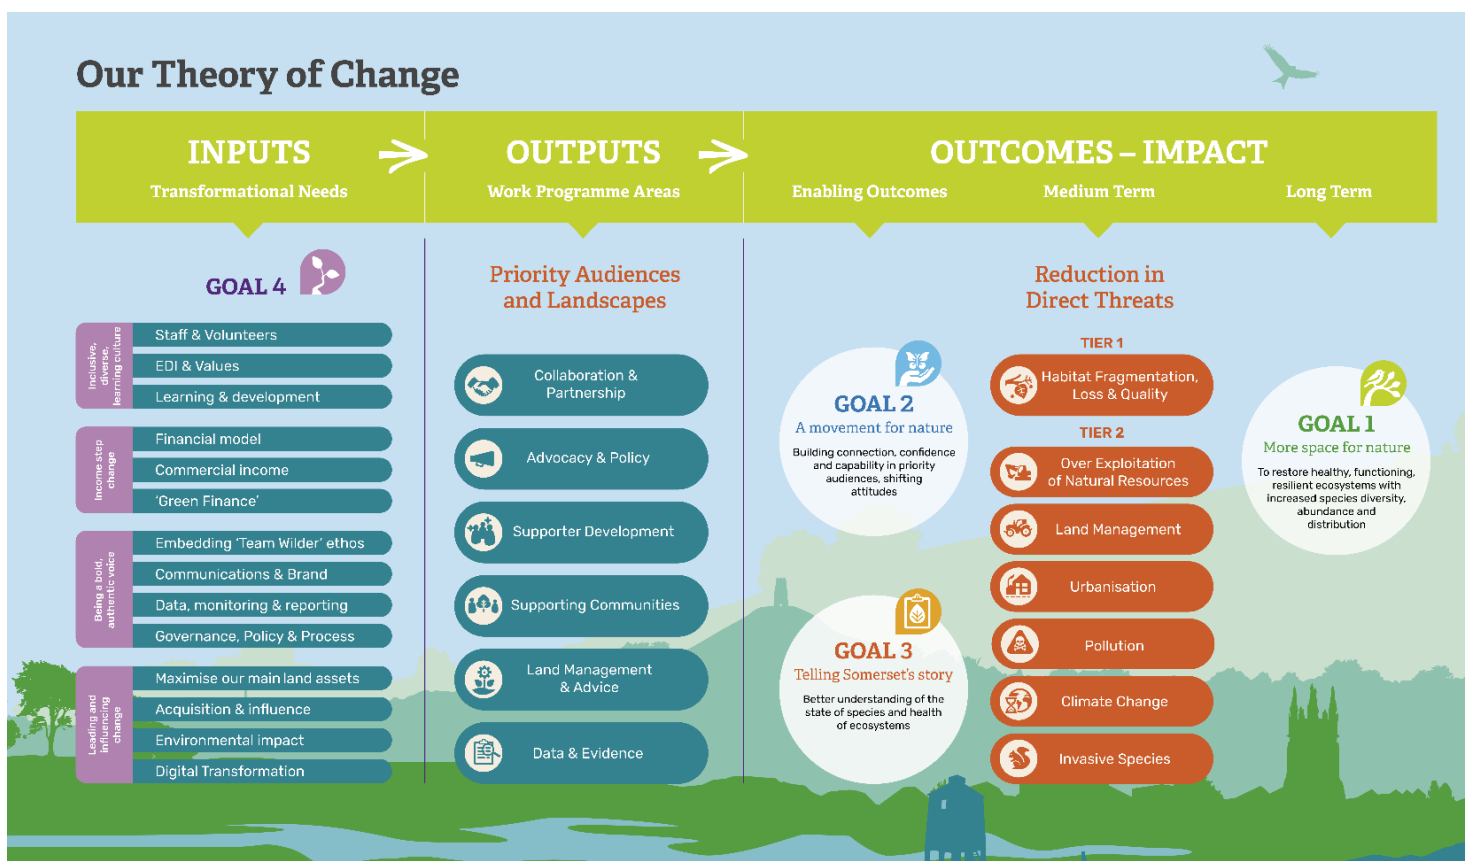 Our Theory of Change
INPUTS
Transformational Needs
OUTPUTS
Work Programme Areas
OUTCOMES – IMPACT
Enabling Outcomes
Medium Term
Long Term
GOAL 4
Inclusive,
diverse,
learning culture
Staff & Volunteers
EDI & Values
Learning & development
Income step
change
Financial model
Commercial income
‘Green Finance’
Being a bold,
authentic voice
Embedding ‘Team Wilder’ ethos
Communications & Brand
Data, monitoring & reporting
Governance, Policy & Process
Leading and
influencing
change
Maximise our main land assets
Acquisition & influence
Environmental impact
Digital Transformation
Priority Audiences
and Landscapes
Collaboration &
Partnership
Advocacy & Policy
Supporter Development
Supporting Communities
Land Management
& Advice
Data & Evidence
GOAL 2
A movement for nature
Building connection, confidence
and capability in priority
audiences, shifting
attitudes
GOAL 3
Telling Somerset's story
Better understanding of the
state of species and health
of ecosystems
Reduction in
Direct Threats
TIER 1
Habitat Fragmentation,
Loss & Quality
TIER 2
Over Exploitation
of Natural Resources
Land Management
Urbanisation
Pollution
Climate Change
Invasive Species
GOAL 1
More space for nature
To restore healthy, functioning,
resilient ecosystems with
increased species diversity,
abundance and
distribution